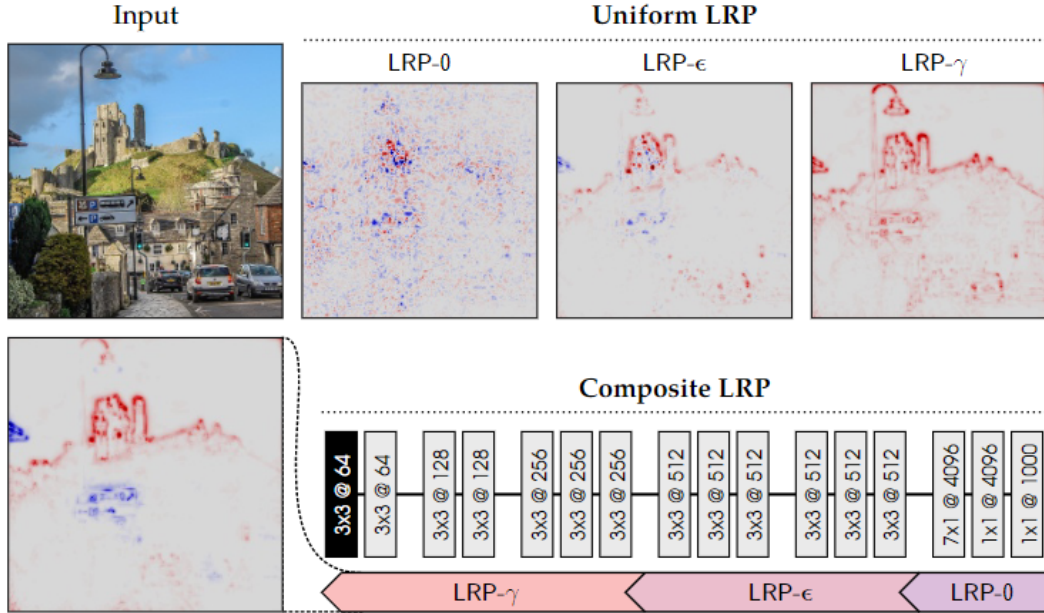 Input
Uniform LRP
LRP-0
LRP-ϵ
LRP-γ
P
P
Composite LRP
3x3 @ 64
3x3 @ 64
3x3 @ 128
3x3 @ 128
3x3 @ 256
3x3 @ 256
3x3 @ 256
3x3 @ 512
3x3 @ 512
3x3 @ 512
3x3 @ 512
3x3 @ 512
3x3 @ 512
7x1 @ 4096
1x1 @ 4096
1x1 @ 1000
LRP-γ
LRP-ϵ
LRP-0